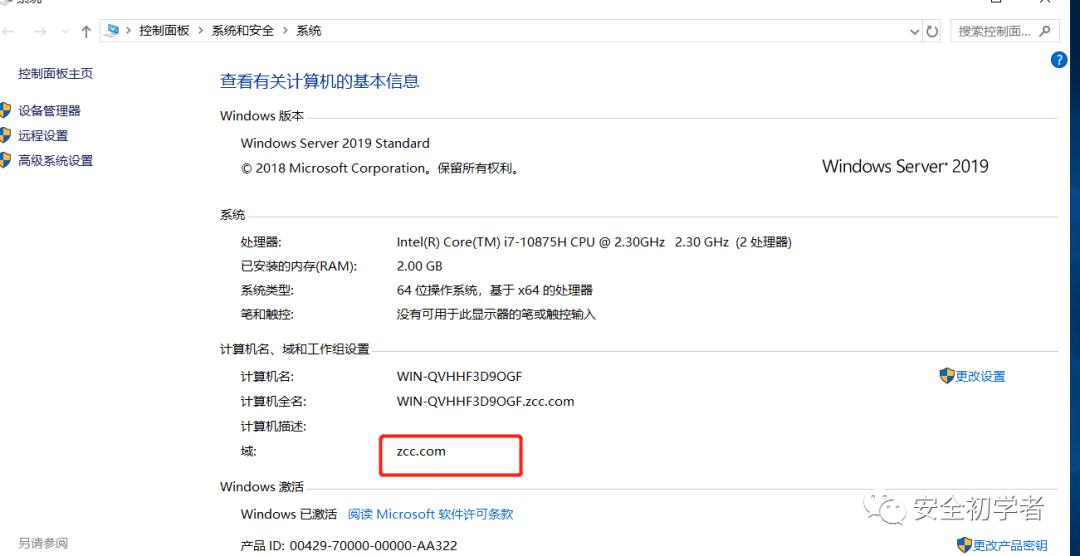 系统
控制面板 > 系统和安全 > 系统
搜索控制面...
控制面板主页
设备管理器
远程设置
高级系统设置
?
查看有关计算机的基本信息
Windows 版本
Windows Server 2019 Standard
© 2018 Microsoft Corporation。保留所有权利。
Windows Server® 2019
系统
处理器: Intel(R) Core(TM) i7-10875H CPU @ 2.30GHz 2.30 GHz (2 处理器)
已安装的内存(RAM): 2.00 GB
系统类型: 64 位操作系统，基于 x64 的处理器
笔和触控: 没有可用于此显示器的笔或触控输入
计算机名、域和工作组设置
计算机名: WIN-QVHHF3D9OGF
更改设置
计算机全名: WIN-QVHHF3D9OGF.zcc.com
计算机描述:
域: zcc.com
Windows 激活
Windows 已激活 阅读 Microsoft 软件许可条款
产品 ID: 00429-70000-00000-AA322
更改产品密钥
另请参阅
安全初学者